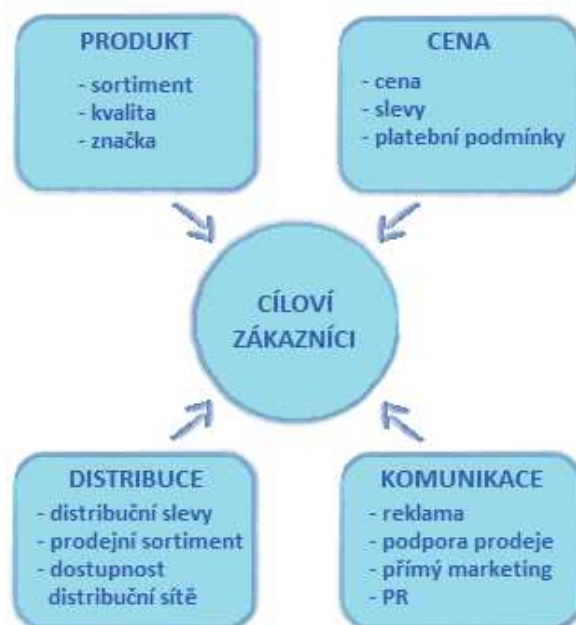 PRODUKT
- sortiment
- kvalita
- značka
CENA
- cena
- slevy
- platební podmínky
CÍLOVÍ
ZÁKAZNÍCI
DISTRIBUCE
- distribuční slevy
- prodejní sortiment
- dostupnost
distribuční sítě
KOMUNIKACE
- reklama
- podpora prodeje
- přímý marketing
- PR